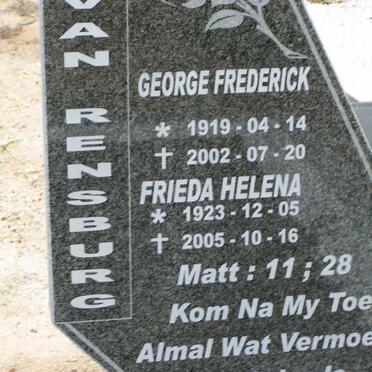 VAN RENSBURG
GEORGE FREDERICK
* 1919 - 04 - 14
† 2002 - 07 - 20
FRIEDA HELENA
* 1923 - 12 - 05
† 2005 - 10 - 16
Matt : 11 ; 28
Kom Na My Toe
Almal Wat